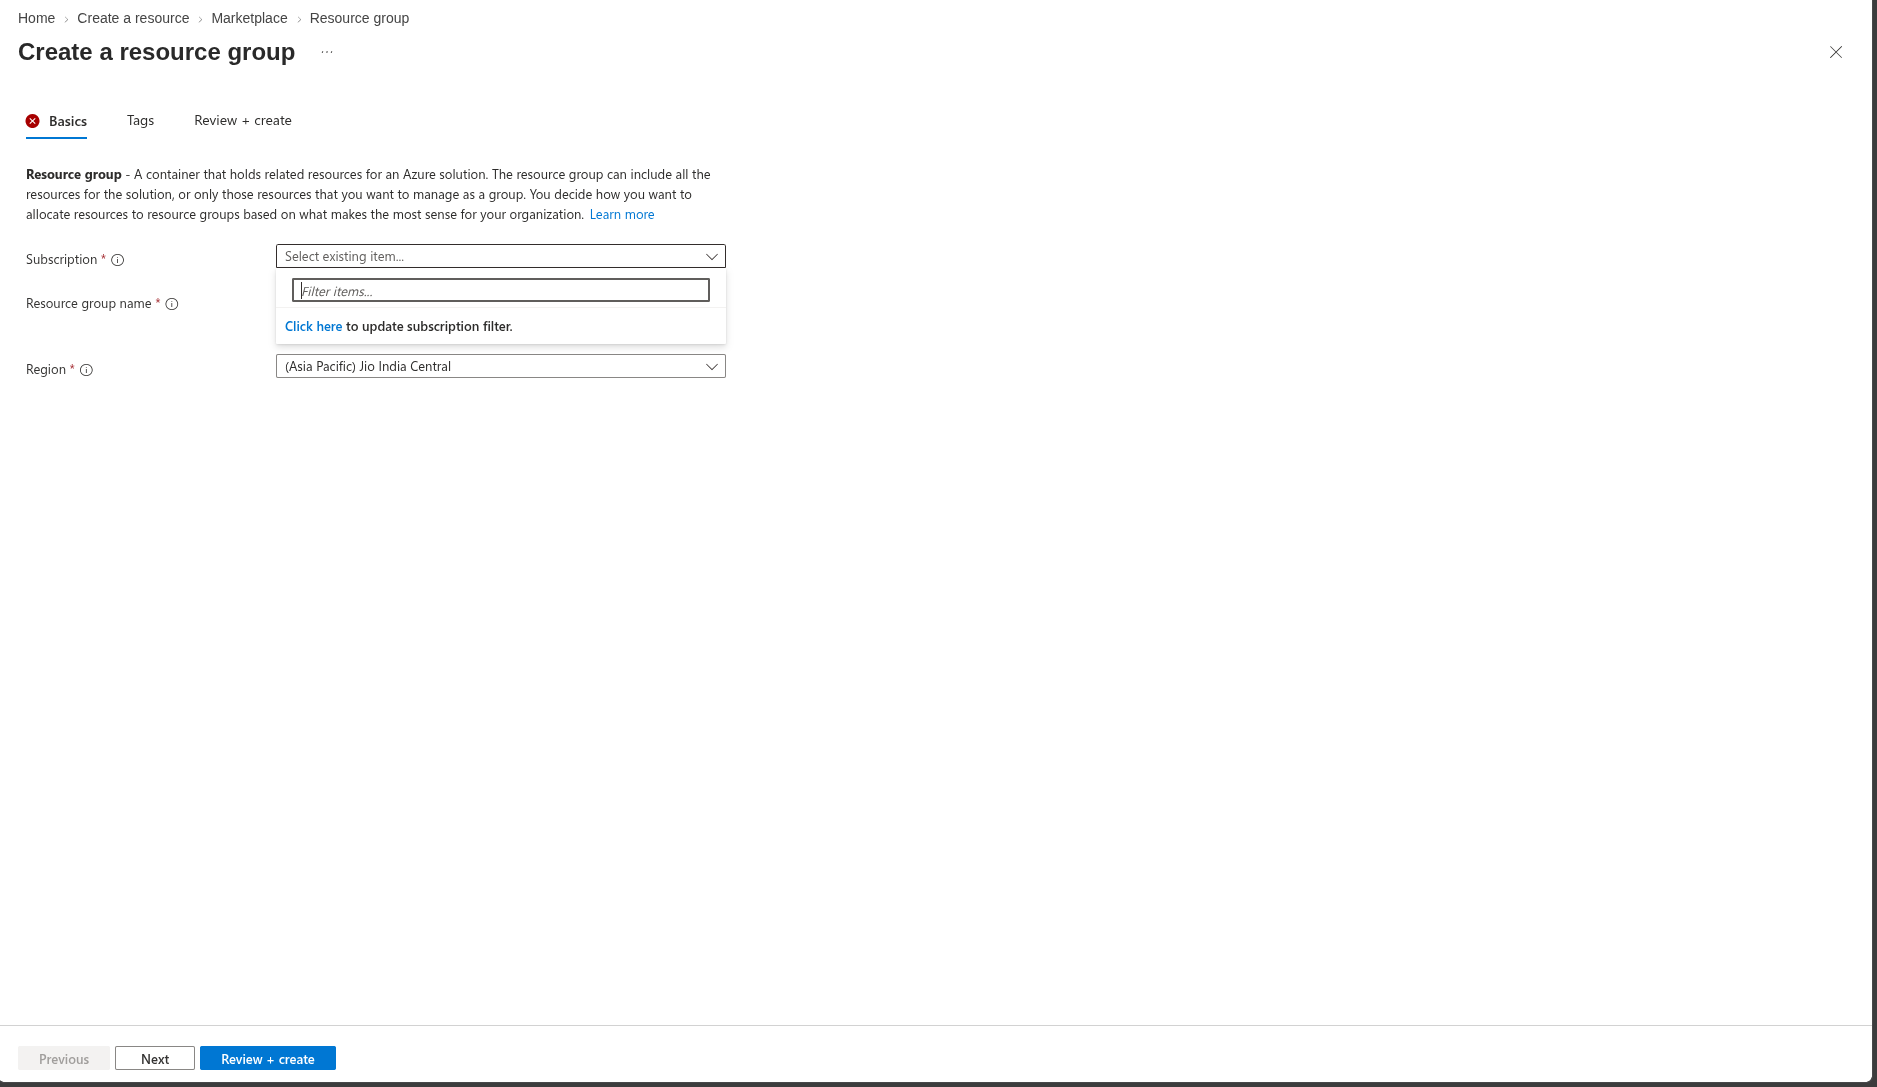 Home › Create a resource › Marketplace › Resource group
Create a resource group ...
Basics Tags Review + create
Resource group - A container that holds related resources for an Azure solution. The resource group can include all the
resources for the solution, or only those resources that you want to manage as a group. You decide how you want to
allocate resources to resource groups based on what makes the most sense for your organization. Learn more
Subscription * Select existing item...
Filter items...
Resource group name *
Click here to update subscription filter.
Region * (Asia Pacific) Jio India Central
Previous Next Review + create